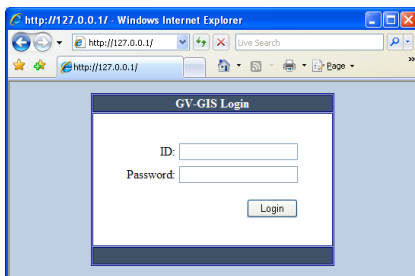 http://127.0.0.1/ - Windows Internet Explorer
http://127.0.0.1/
Live Search
http://127.0.0.1/
Page
GV-GIS Login
ID:
Password:
Login